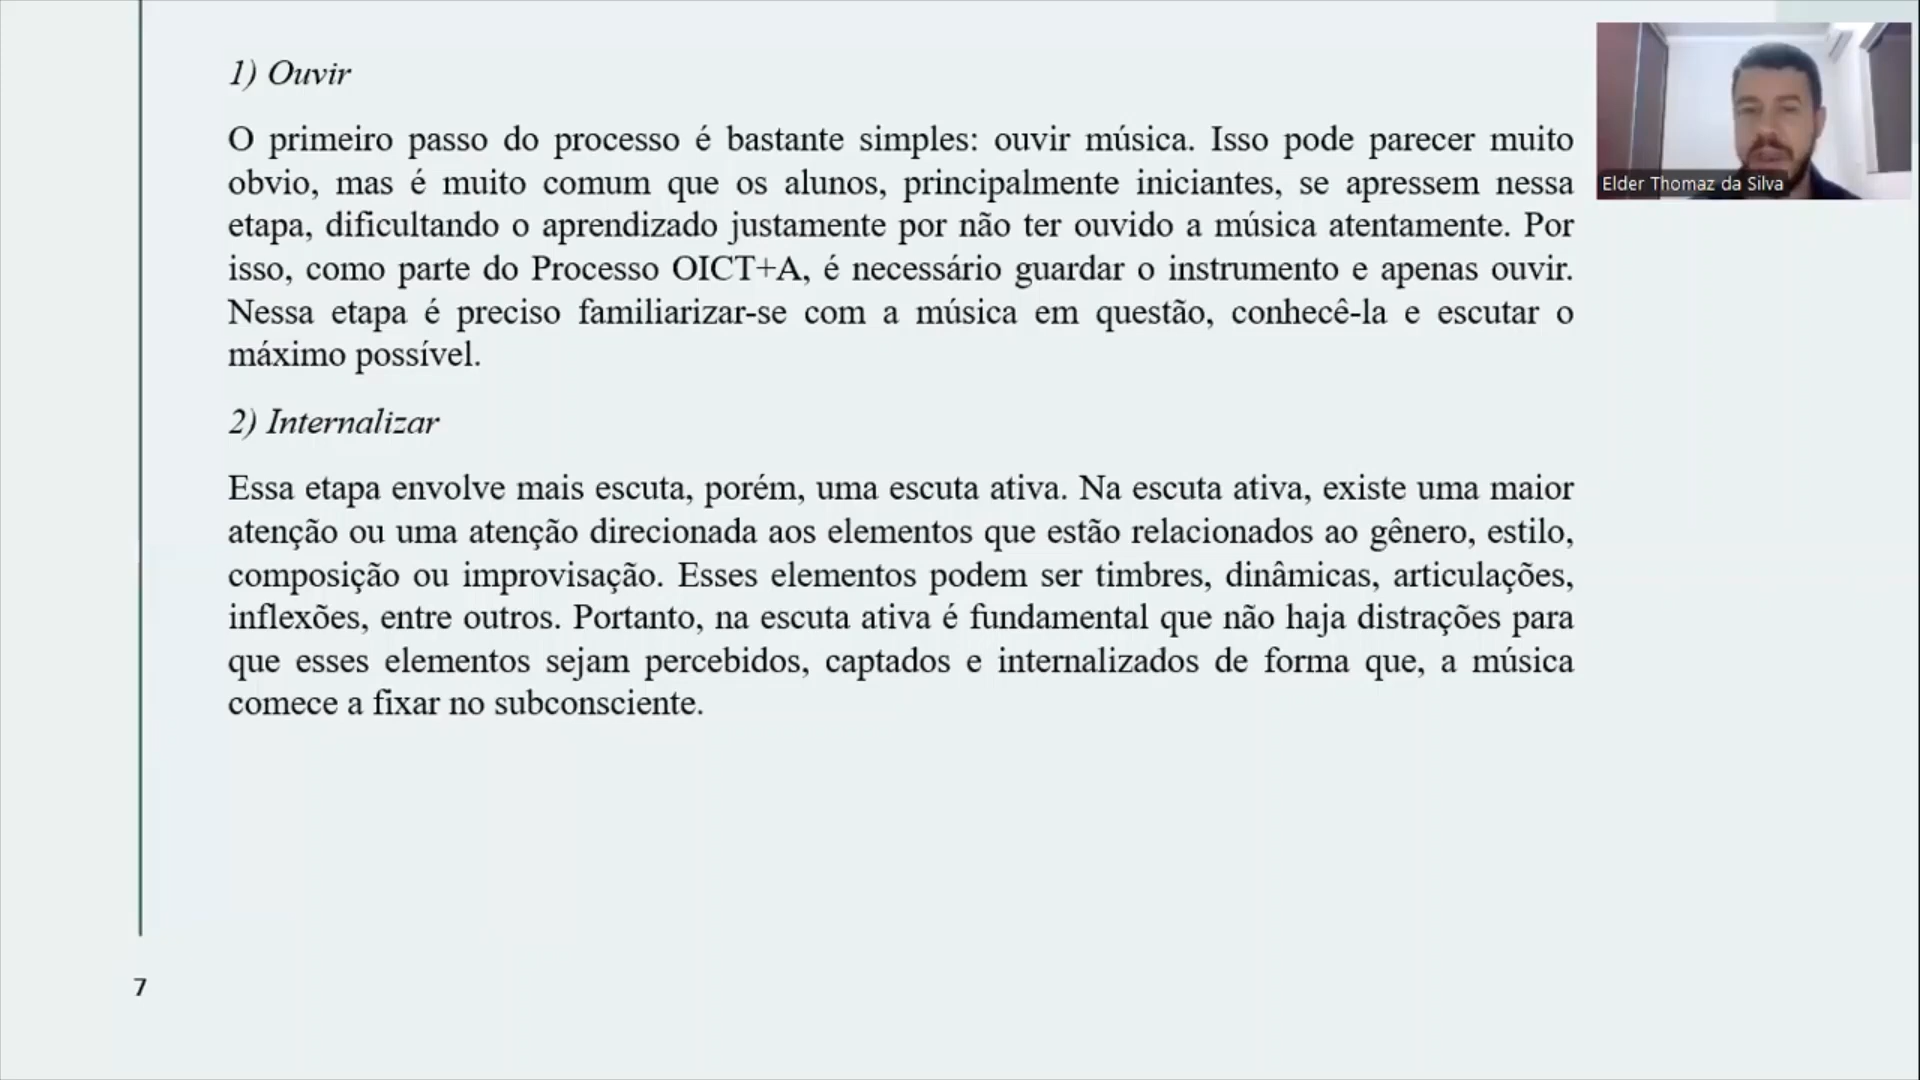 1) Ouvir
O primeiro passo do processo é bastante simples: ouvir música. Isso pode parecer muito
obvio, mas é muito comum que os alunos, principalmente iniciantes, se apressem nessa
etapa, dificultando o aprendizado justamente por não ter ouvido a música atentamente. Por
isso, como parte do Processo OICT+A, é necessário guardar o instrumento e apenas ouvir.
Nessa etapa é preciso familiarizar-se com a música em questão, conhecê-la e escutar o
máximo possível.
2) Internalizar
Essa etapa envolve mais escuta, porém, uma escuta ativa. Na escuta ativa, existe uma maior
atenção ou uma atenção direcionada aos elementos que estão relacionados ao gênero, estilo,
composição ou improvisação. Esses elementos podem ser timbres, dinâmicas, articulações,
inflexões, entre outros. Portanto, na escuta ativa é fundamental que não haja distrações para
que esses elementos sejam percebidos, captados e internalizados de forma que, a música
comece a fixar no subconsciente.
7
Elder Thomaz da Silva